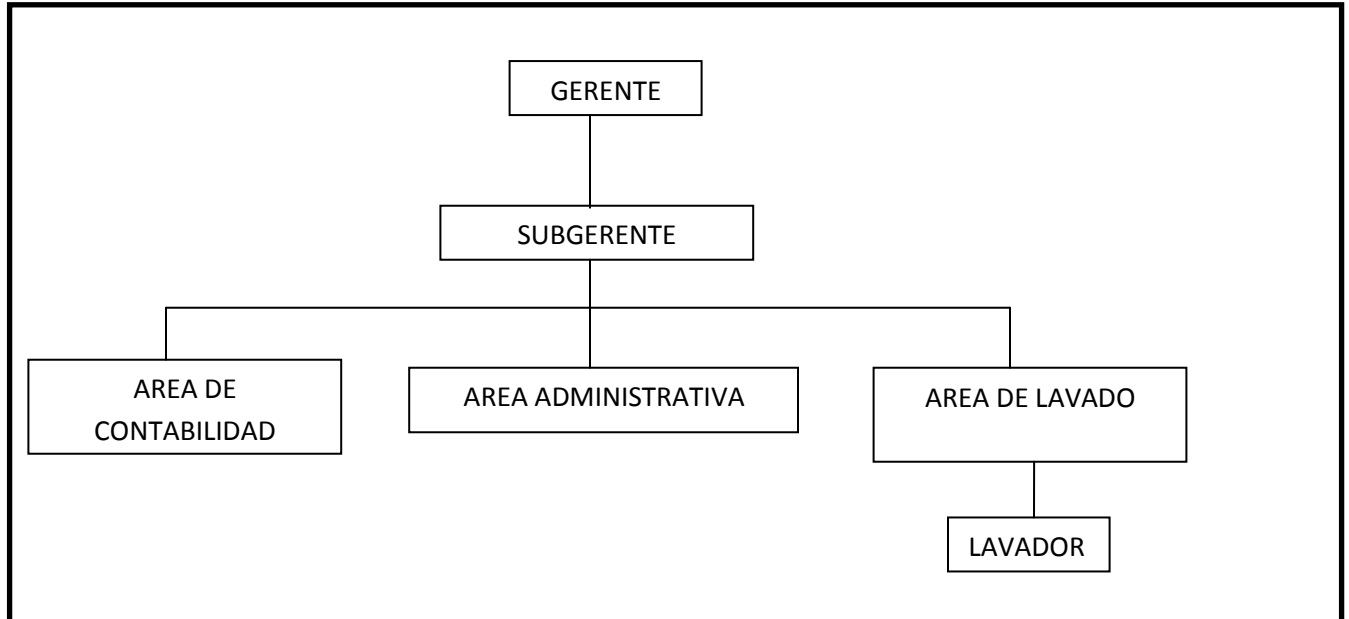 GERENTE
SUBGERENTE
AREA DE
CONTABILIDAD
AREA ADMINISTRATIVA
AREA DE LAVADO
LAVADOR